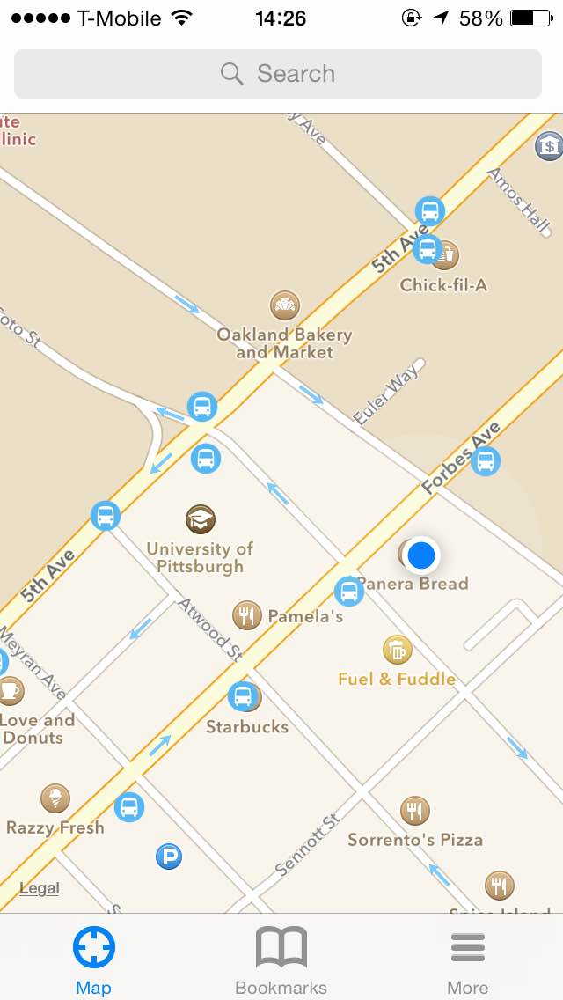 T-Mobile
14:26
58%
Search
linic
y Ave
Amos Hall
5th Ave
Chick-fil-A
Oakland Bakery
and Market
oto St
Euler Way
Forbes Ave
University of
Pittsburgh
5th Ave
Panera Bread
Atwood St
Pamela's
Meyran Ave
Fuel & Fuddle
Love and
Donuts
Starbucks
P
Razzy Fresh
Sennott St
Sorrento's Pizza
Legal
Map
Bookmarks
More